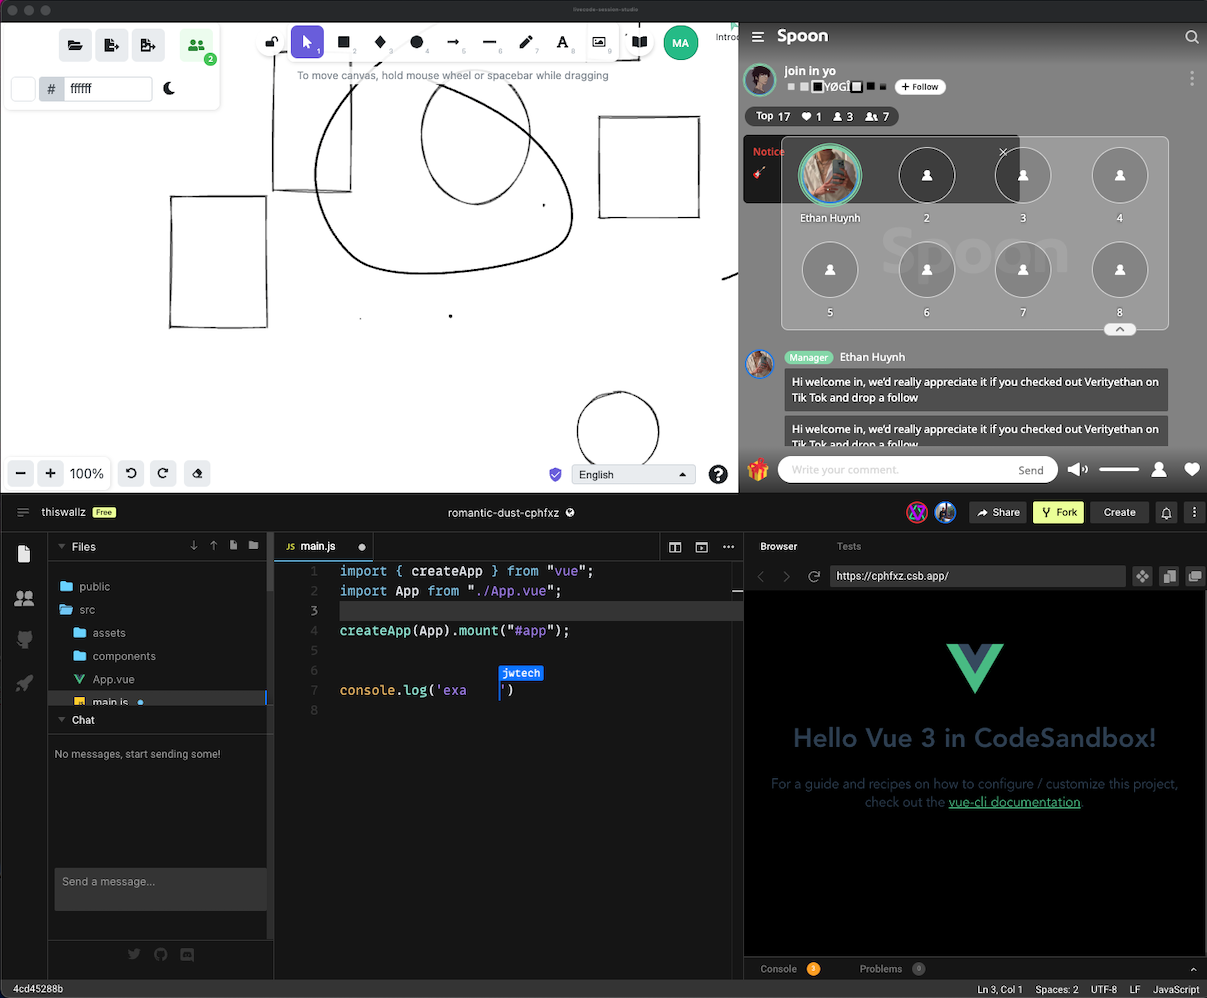 livecode-session-studio
2
# ffffff
1
2
3
4
5
6
7
A 8
9
MA
Introd
To move canvas, hold mouse wheel or spacebar while dragging
100%
English
?
Spoon
join in yo
YØGI
+ Follow
Top 17
1
3
7
Notice
Spoon
Ethan Huynh
2
3
4
5
6
7
8
Manager
Ethan Huynh
Hi welcome in, we'd really appreciate it if you checked out Verityethan on
Tik Tok and drop a follow
Hi welcome in, we'd really appreciate it if you checked out Verityethan on
Tik Tok and drop a follow
Write your comment.
Send
thiswallz
Free
romantic-dust-cphfxz
Share
Fork
Create
Files
public
src
assets
components
App.vue
main.js
Chat
No messages, start sending some!
Send a message...
JS main.js
1 import { createApp } from "vue";
2 import App from "./App.vue";
3
4 createApp(App).mount("#app");
5
6
jwtech
7 console.log('exa ')
8
Browser
Tests
https://cphfxz.csb.app/
Hello Vue 3 in CodeSandbox!
For a guide and recipes on how to configure / customize this project,
check out the vue-cli documentation.
Console 3
Problems 0
4cd45288b
Ln 3, Col 1
Spaces: 2
UTF-8
LF
JavaScript